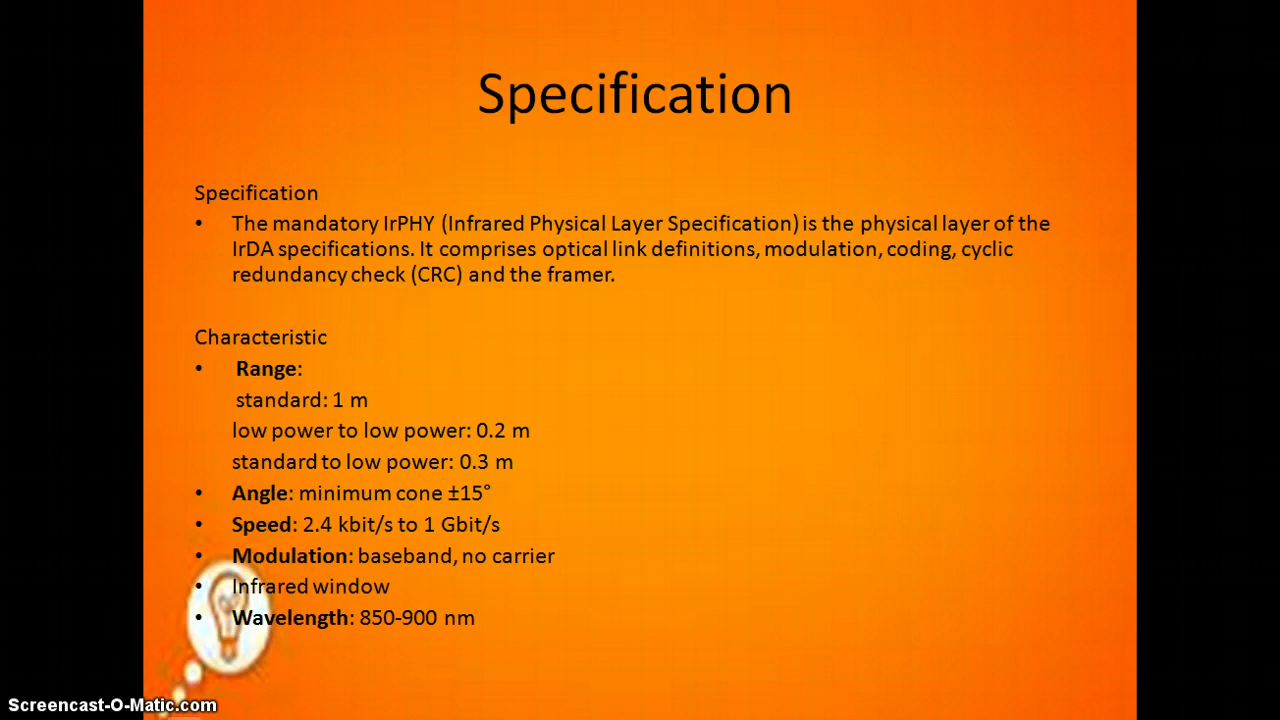 Specification
Specification
• The mandatory IrPHY (Infrared Physical Layer Specification) is the physical layer of the
IrDA specifications. It comprises optical link definitions, modulation, coding, cyclic
redundancy check (CRC) and the framer.
Characteristic
• Range:
standard: 1 m
low power to low power: 0.2 m
standard to low power: 0.3 m
• Angle: minimum cone ±15°
• Speed: 2.4 kbit/s to 1 Gbit/s
• Modulation: baseband, no carrier
• Infrared window
• Wavelength: 850-900 nm
Screencast-O-Matic.com